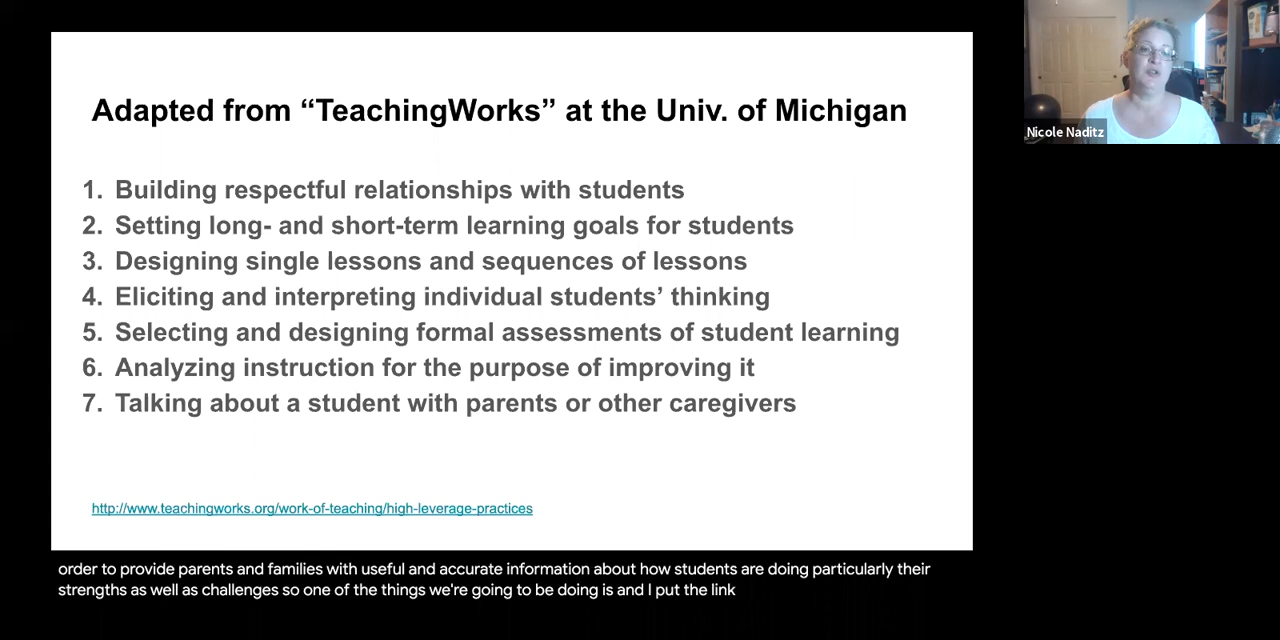 Adapted from “TeachingWorks” at the Univ. of Michigan
1. Building respectful relationships with students
2. Setting long- and short-term learning goals for students
3. Designing single lessons and sequences of lessons
4. Eliciting and interpreting individual students’ thinking
5. Selecting and designing formal assessments of student learning
6. Analyzing instruction for the purpose of improving it
7. Talking about a student with parents or other caregivers
http://www.teachingworks.org/work-of-teaching/high-leverage-practices
Nicole Naditz
order to provide parents and families with useful and accurate information about how students are doing particularly their
strengths as well as challenges so one of the things we're going to be doing is and I put the link